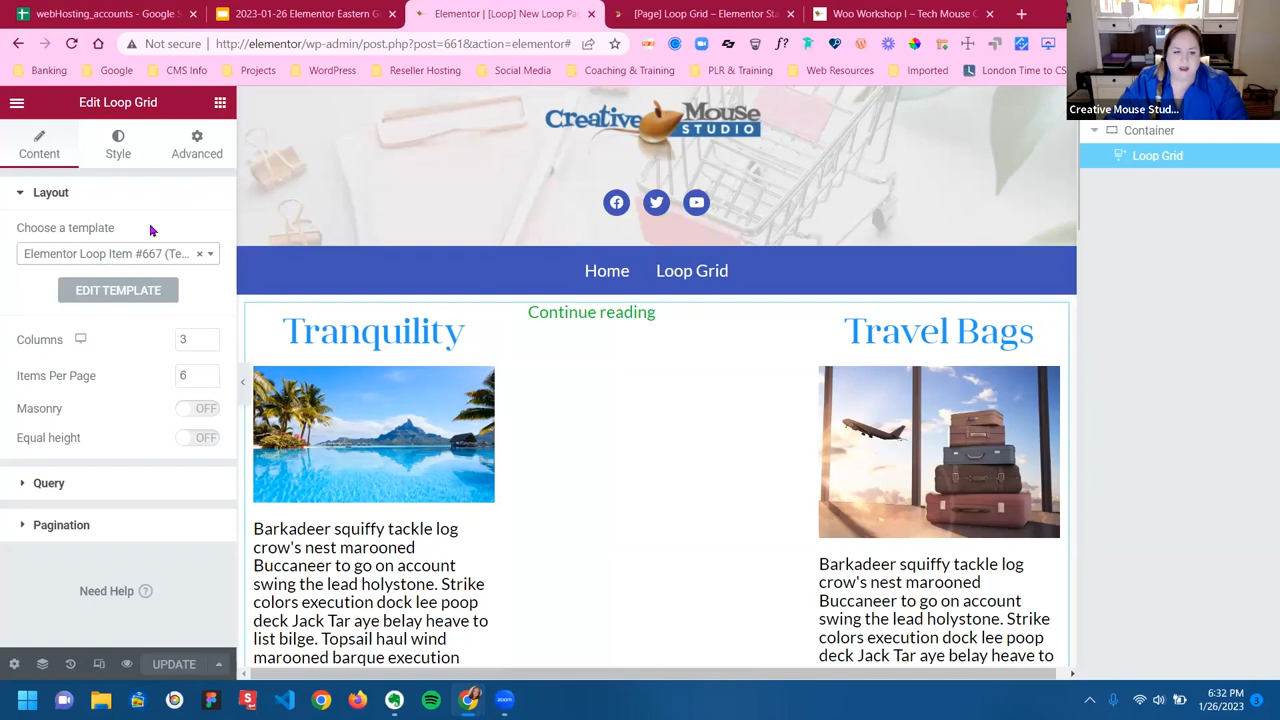 webHosting_accounts - Google S
2023-01-26 Elementor Eastern G
Elementor | [Loop] New Loop Pa
[Page] Loop Grid – Elementor Sta
Woo Workshop I – Tech Mouse C
Not secure
http://elementor/wp-admin/post.php?post=661&action=elementor#
Banking
Google
CMS Info
Projects
WordPress
Partner Hosting
Social Media
Coaching & Training
PLR & Training
Web Resources
Imported
London Time to CS
Creative Mouse Stud...
Edit Loop Grid
Content
Style
Advanced
Layout
Choose a template
Elementor Loop Item #667 (Te...
EDIT TEMPLATE
Columns
3
Items Per Page
6
Masonry
OFF
Equal height
OFF
Query
Pagination
Need Help
UPDATE
Creative Mouse
STUDIO
Home
Loop Grid
Tranquility
Barkadeer squiffy tackle log
crow's nest marooned
Buccaneer to go on account
swing the lead holystone. Strike
colors execution dock lee poop
deck Jack Tar aye belay heave to
list bilge. Topsail haul wind
marooned barque execution
Continue reading
Travel Bags
Barkadeer squiffy tackle log
crow's nest marooned
Buccaneer to go on account
swing the lead holystone. Strike
colors execution dock lee poop
deck Jack Tar aye belay heave to
Container
Loop Grid
6:32 PM
1/26/2023
3